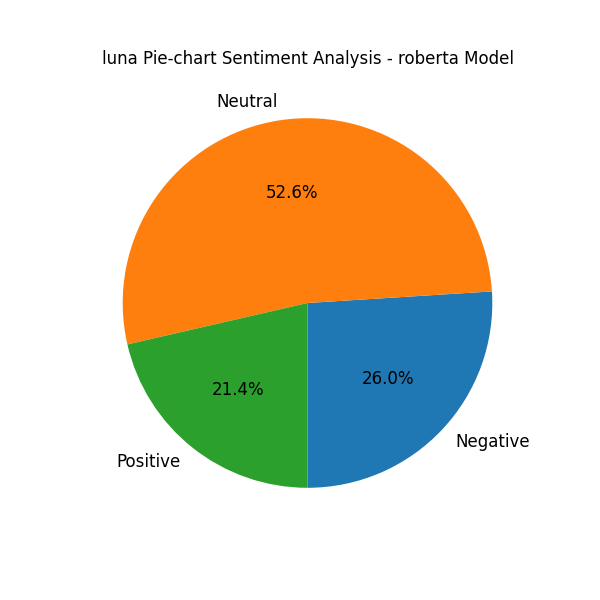 luna Pie-chart Sentiment Analysis - roberta Model
Neutral
52.6%
26.0%
21.4%
Negative
Positive